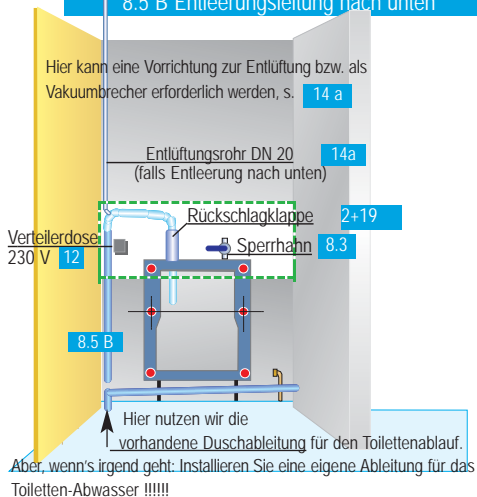 8.5 B Entleerungsleitung nach unten
Hier kann eine Vorrichtung zur Entlüftung bzw. als
Vakuumbrecher erforderlich werden, s. 14 a
Entlüftungsrohr DN 20 14a
(falls Entleerung nach unten)
Rückschlagklappe 2+19
Verteilerdose
230 V 12
Sperrhahn 8.3
8.5 B
Hier nutzen wir die
vorhandene Duschableitung für den Toilettenablauf.
Aber, wenn's irgend geht: Installieren Sie eine eigene Ableitung für das
Toiletten-Abwasser !!!!!!